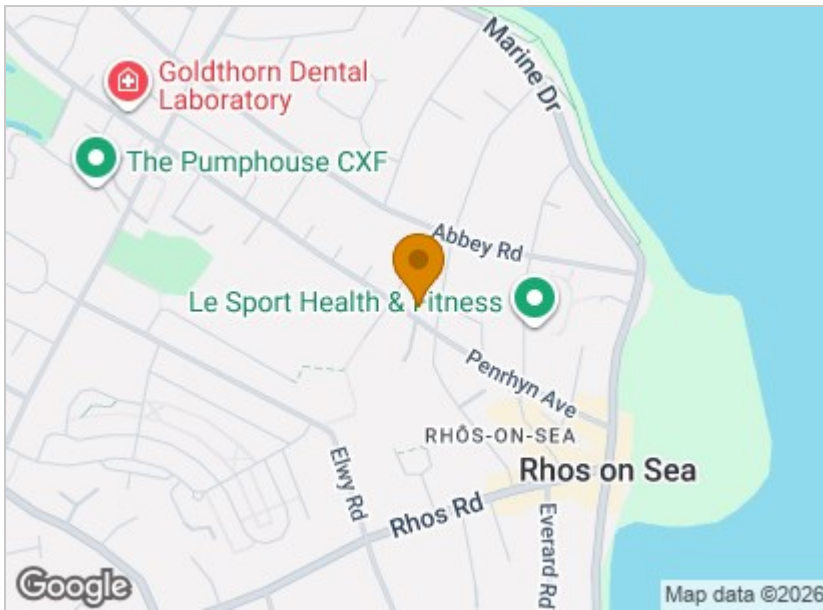 Marine Dr
Goldthorn Dental
Laboratory
The Pumphouse CXF
Abbey Rd
Le Sport Health & Fitness
Penrhyn Ave
RHÔS-ON-SEA
Rhos on Sea
Elwy Rd
Rhos Rd
Everard Rd
Google
Map data ©2026